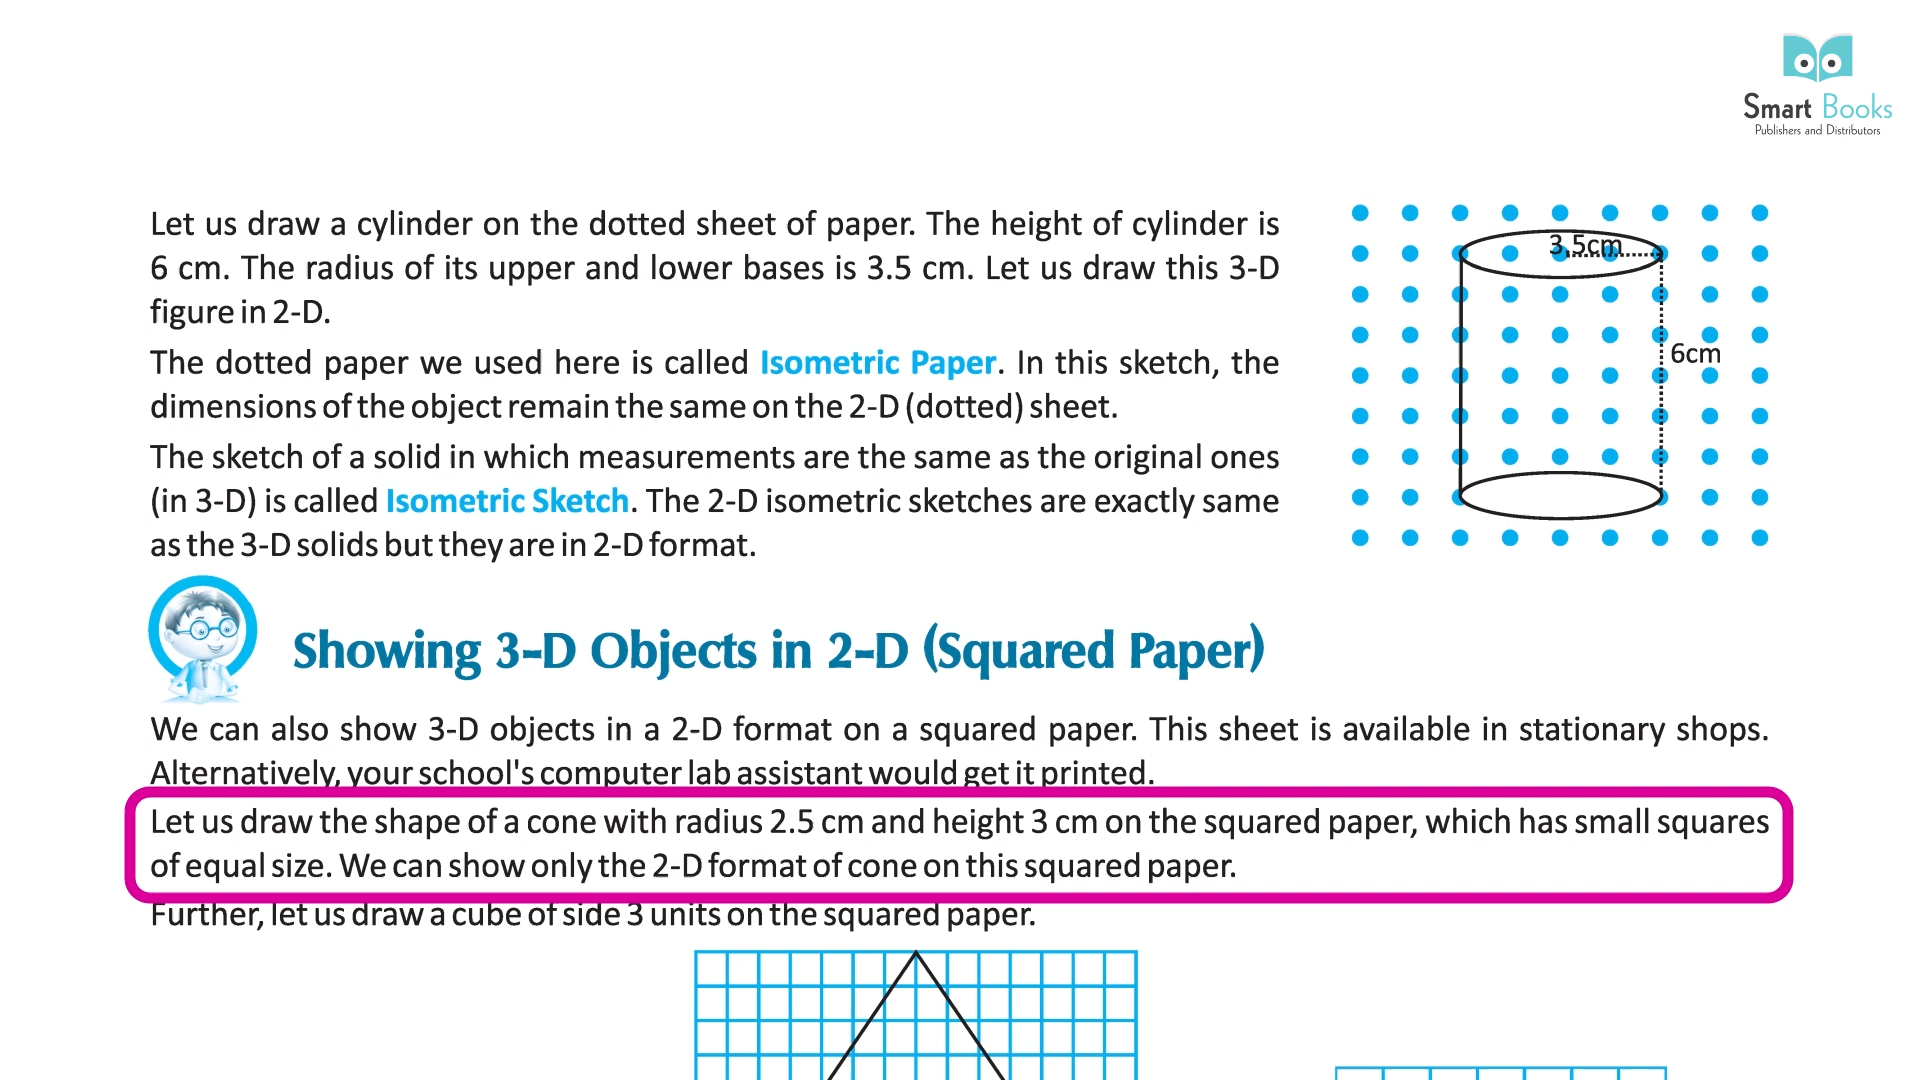 Smart Books
Publishers and Distributors
Let us draw a cylinder on the dotted sheet of paper. The height of cylinder is
6 cm. The radius of its upper and lower bases is 3.5 cm. Let us draw this 3-D
figure in 2-D.
3.5cm
6cm
The dotted paper we used here is called Isometric Paper. In this sketch, the
dimensions of the object remain the same on the 2-D (dotted) sheet.
The sketch of a solid in which measurements are the same as the original ones
(in 3-D) is called Isometric Sketch. The 2-D isometric sketches are exactly same
as the 3-D solids but they are in 2-D format.
Showing 3-D Objects in 2-D (Squared Paper)
We can also show 3-D objects in a 2-D format on a squared paper. This sheet is available in stationary shops.
Alternatively, your school's computer lab assistant would get it printed.
Let us draw the shape of a cone with radius 2.5 cm and height 3 cm on the squared paper, which has small squares
of equal size. We can show only the 2-D format of cone on this squared paper.
Further, let us draw a cube of side 3 units on the squared paper.